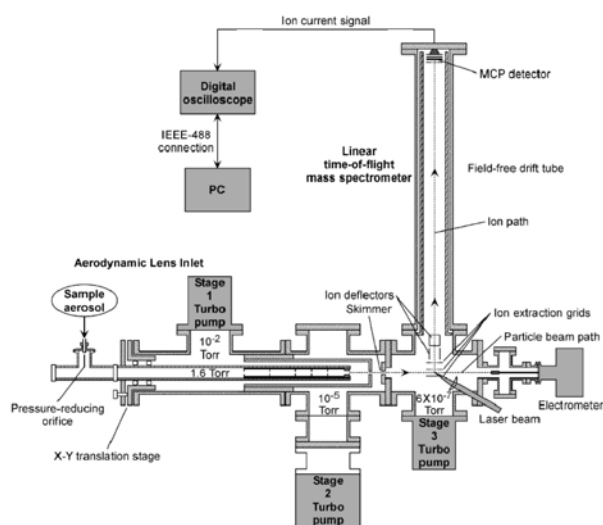 Ion current signal
MCP detector
Digital
oscilloscope
IEEE-488
connection
PC
Linear
time-of-flight
mass spectrometer
Field-free drift tube
Ion path
Aerodynamic Lens Inlet
Sample
aerosol
Stage
1
Turbo
pump
10-2
Torr
Ion deflectors
Skimmer
Ion extraction grids
Particle beam path
1.6 Torr
10-5
Torr
6X10-7
Torr
Electrometer
Laser beam
Pressure-reducing
orifice
X-Y translation stage
Stage
3
Turbo
pump
Stage
2
Turbo
pump